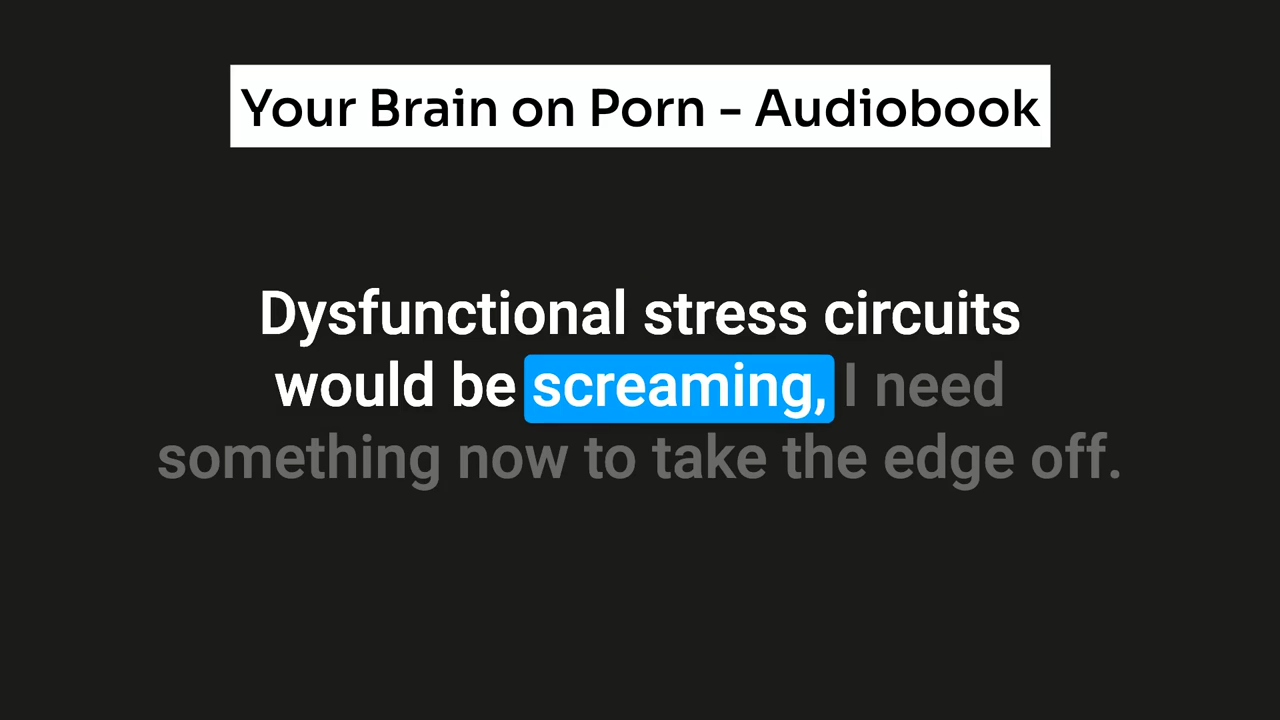 Your Brain on Porn - Audiobook
Dysfunctional stress circuits
would be screaming, I need
something now to take the edge off.